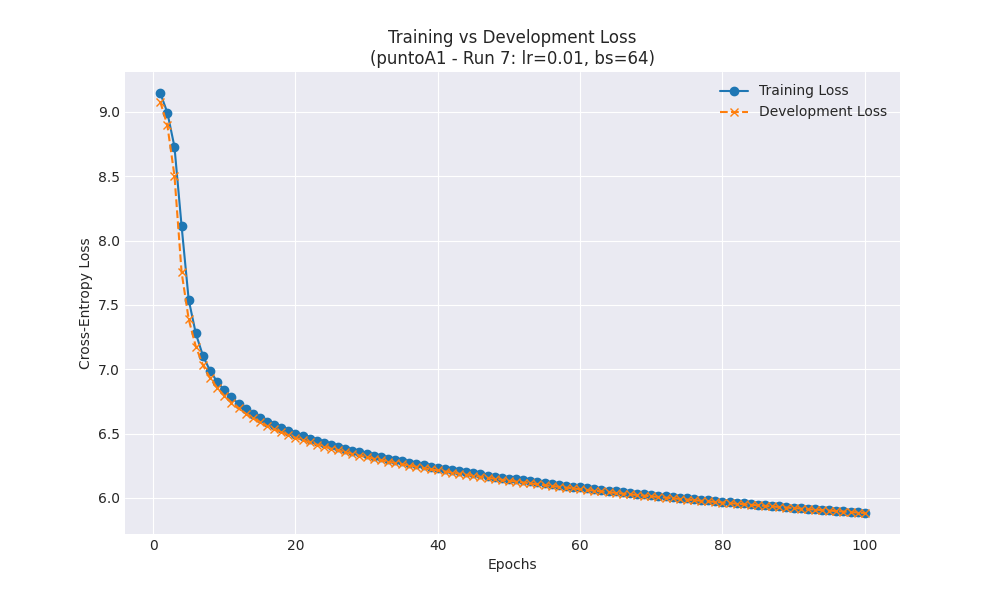 Training vs Development Loss
(puntoA1 - Run 7: lr=0.01, bs=64)
Training Loss
Development Loss
Cross-Entropy Loss
9.0
8.5
8.0
7.5
7.0
6.5
6.0
0 20 40 60 80 100
Epochs